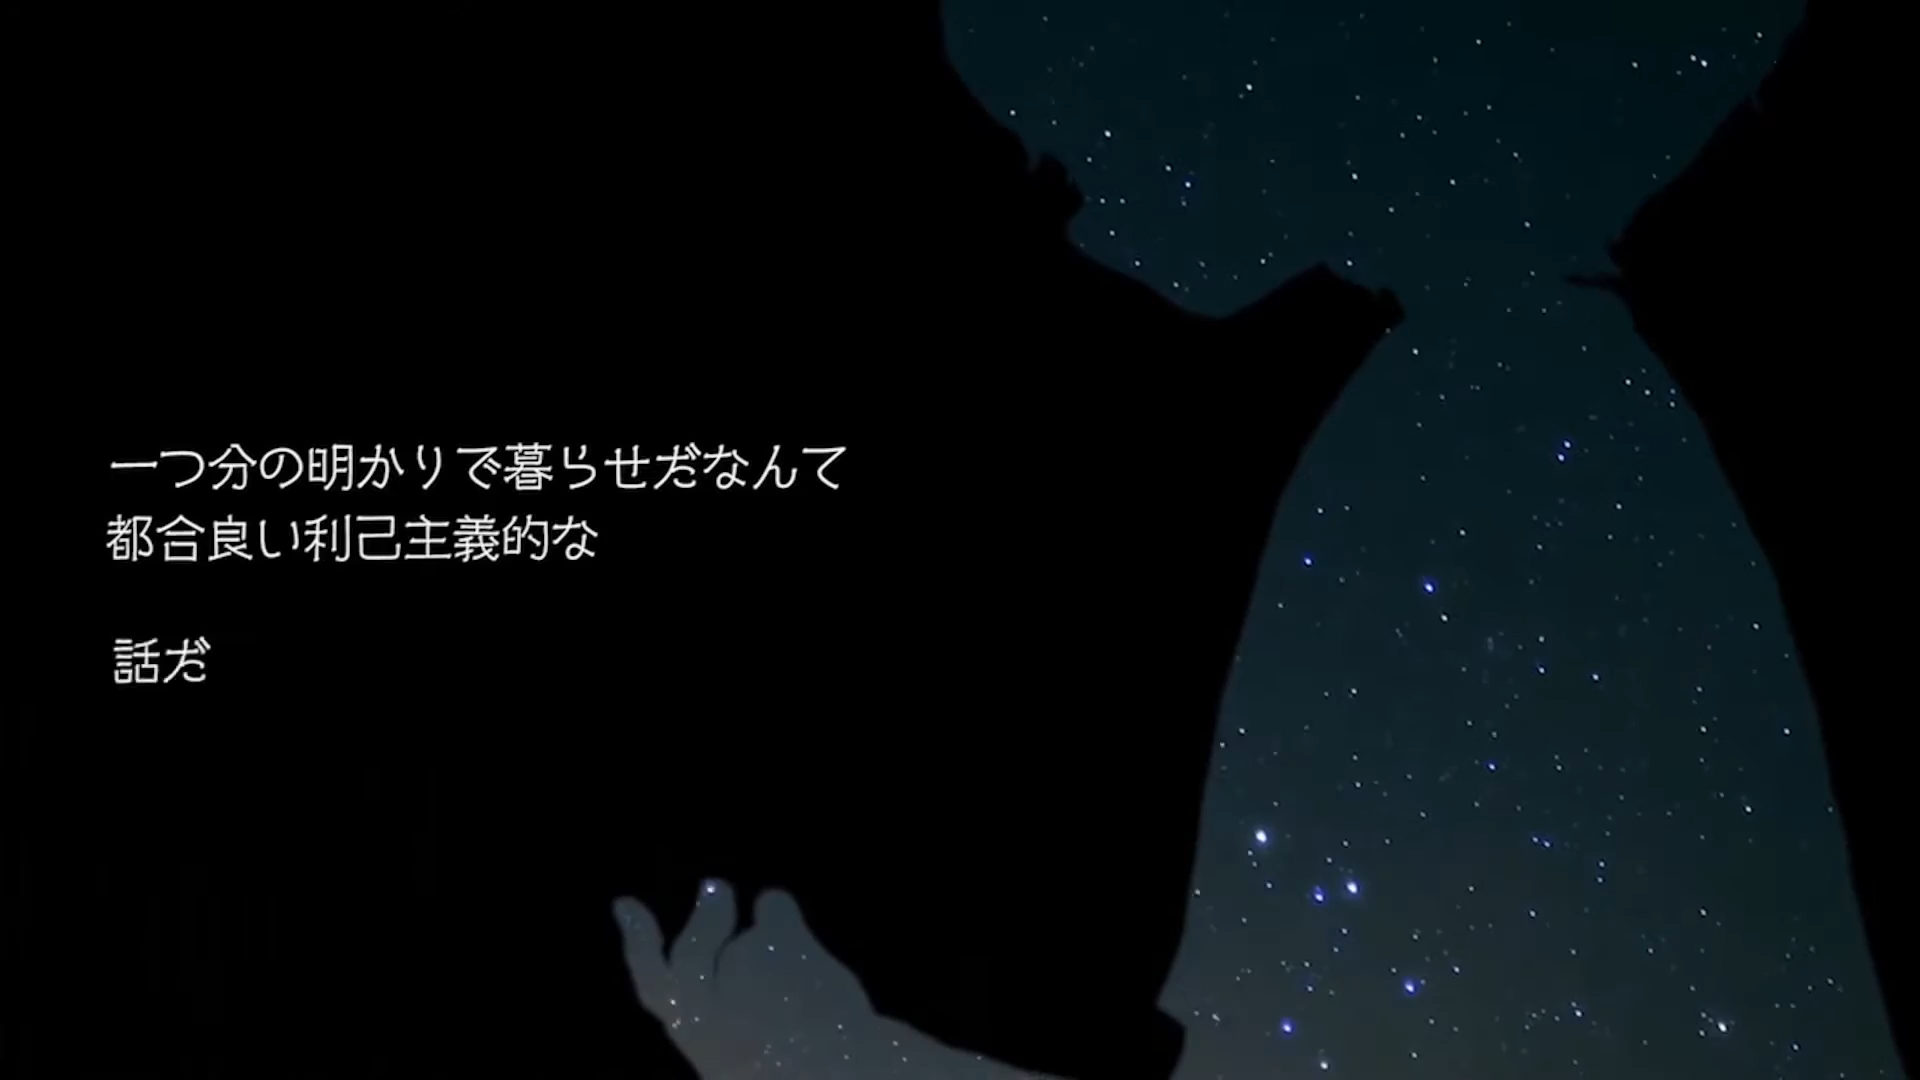 一つ分の明かりで暮らせだなんて
都合良い利己主義的な
話だ